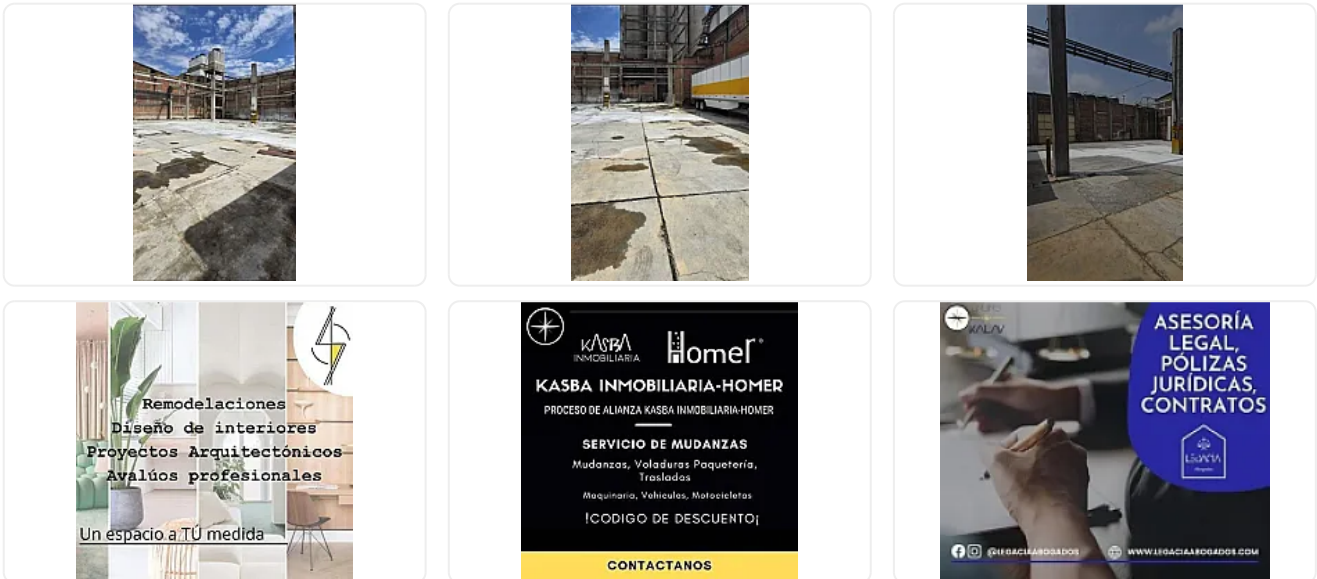 Remodelaciones
Diseño de interiores
Proyectos Arquitectónicos
Avalúos profesionales
Un espacio a TÚ medida
KASBA
INMOBILIARIA
Homer
KASBA INMOBILIARIA-HOMER
PROCESO DE ALIANZA KASBA INMOBILIARIA-HOMER
SERVICIO DE MUDANZAS
Mudanzas, Voladuras Paquetería,
Traslados
Maquinaria, Vehiculos, Motocicletas
!CODIGO DE DESCUENTO¡
CONTACTANOS
KALAV
ASESORÍA
LEGAL,
PÓLIZAS
JURÍDICAS,
CONTRATOS
LEGACIA
@LEGACIAABOGADOS
WWW.LEGACIAABOGADOS.COM